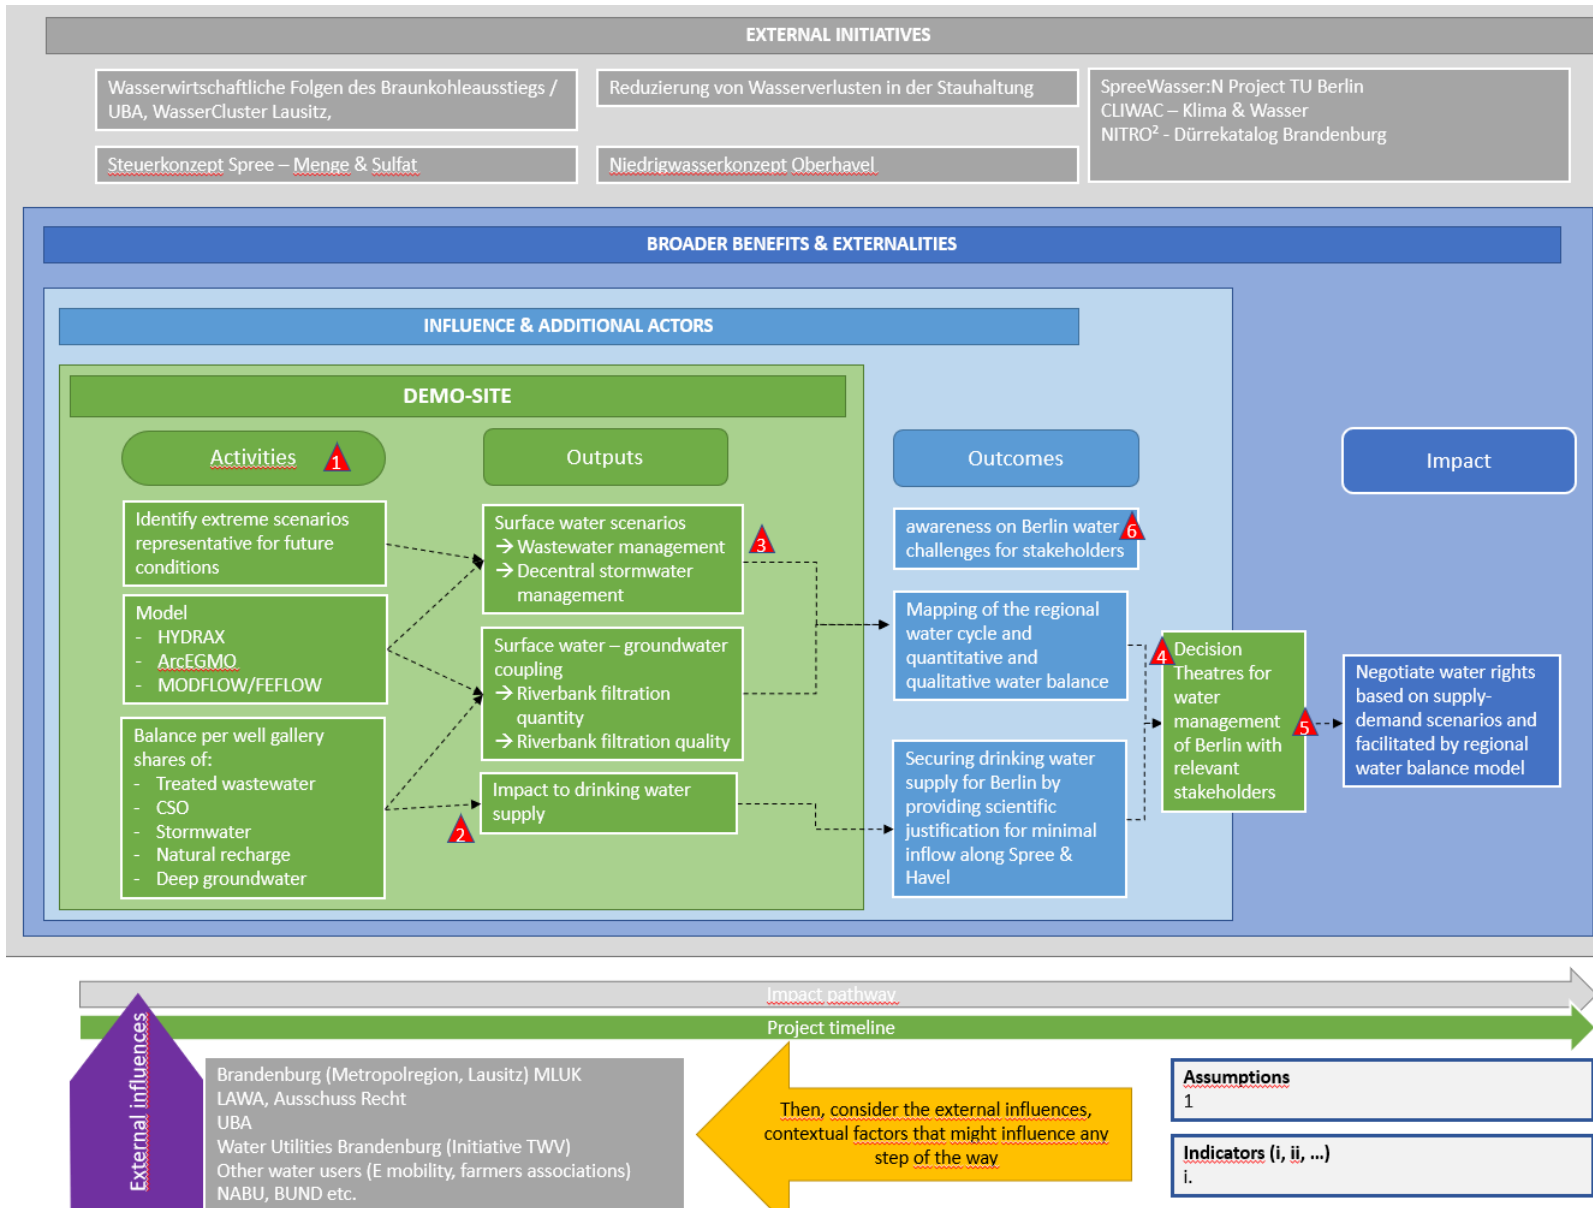 EXTERNAL INITIATIVES
Wasserwirtschaftliche Folgen des Braunkohleausstiegs /
UBA, WasserCluster Lausitz,
Reduzierung von Wasserverlusten in der Stauhaltung
SpreeWasser:N Project TU Berlin
CLIWAC – Klima & Wasser
NITRO² - Dürrekatalog Brandenburg
Steuerkonzept Spree – Menge & Sulfat
Niedrigwasserkonzept Oberhavel
BROADER BENEFITS & EXTERNALITIES
INFLUENCE & ADDITIONAL ACTORS
DEMO-SITE
Activities
1
Outputs
Outcomes
Impact
Identify extreme scenarios
representative for future
conditions
Model
- HYDRAX
- ArcEGMO
- MODFLOW/FEFLOW
Balance per well gallery
shares of:
- Treated wastewater
- CSO
- Stormwater
- Natural recharge
- Deep groundwater
2
Surface water scenarios
→ Wastewater management
→ Decentral stormwater
management
3
Surface water – groundwater
coupling
→ Riverbank filtration
quantity
→ Riverbank filtration quality
Impact to drinking water
supply
awareness on Berlin water
challenges for stakeholders
6
Mapping of the regional
water cycle and
quantitative and
qualitative water balance
Securing drinking water
supply for Berlin by
providing scientific
justification for minimal
inflow along Spree &
Havel
4
Decision
Theatres for
water
management
of Berlin with
relevant
stakeholders
5
Negotiate water rights
based on supply-
demand scenarios and
facilitated by regional
water balance model
Impact pathway
Project timeline
External influences
Brandenburg (Metropolregion, Lausitz) MLUK
LAWA, Ausschuss Recht
UBA
Water Utilities Brandenburg (Initiative TWV)
Other water users (E mobility, farmers associations)
NABU, BUND etc.
Then, consider the external influences,
contextual factors that might influence any
step of the way
Assumptions
1
Indicators (i, ii, ...)
i.